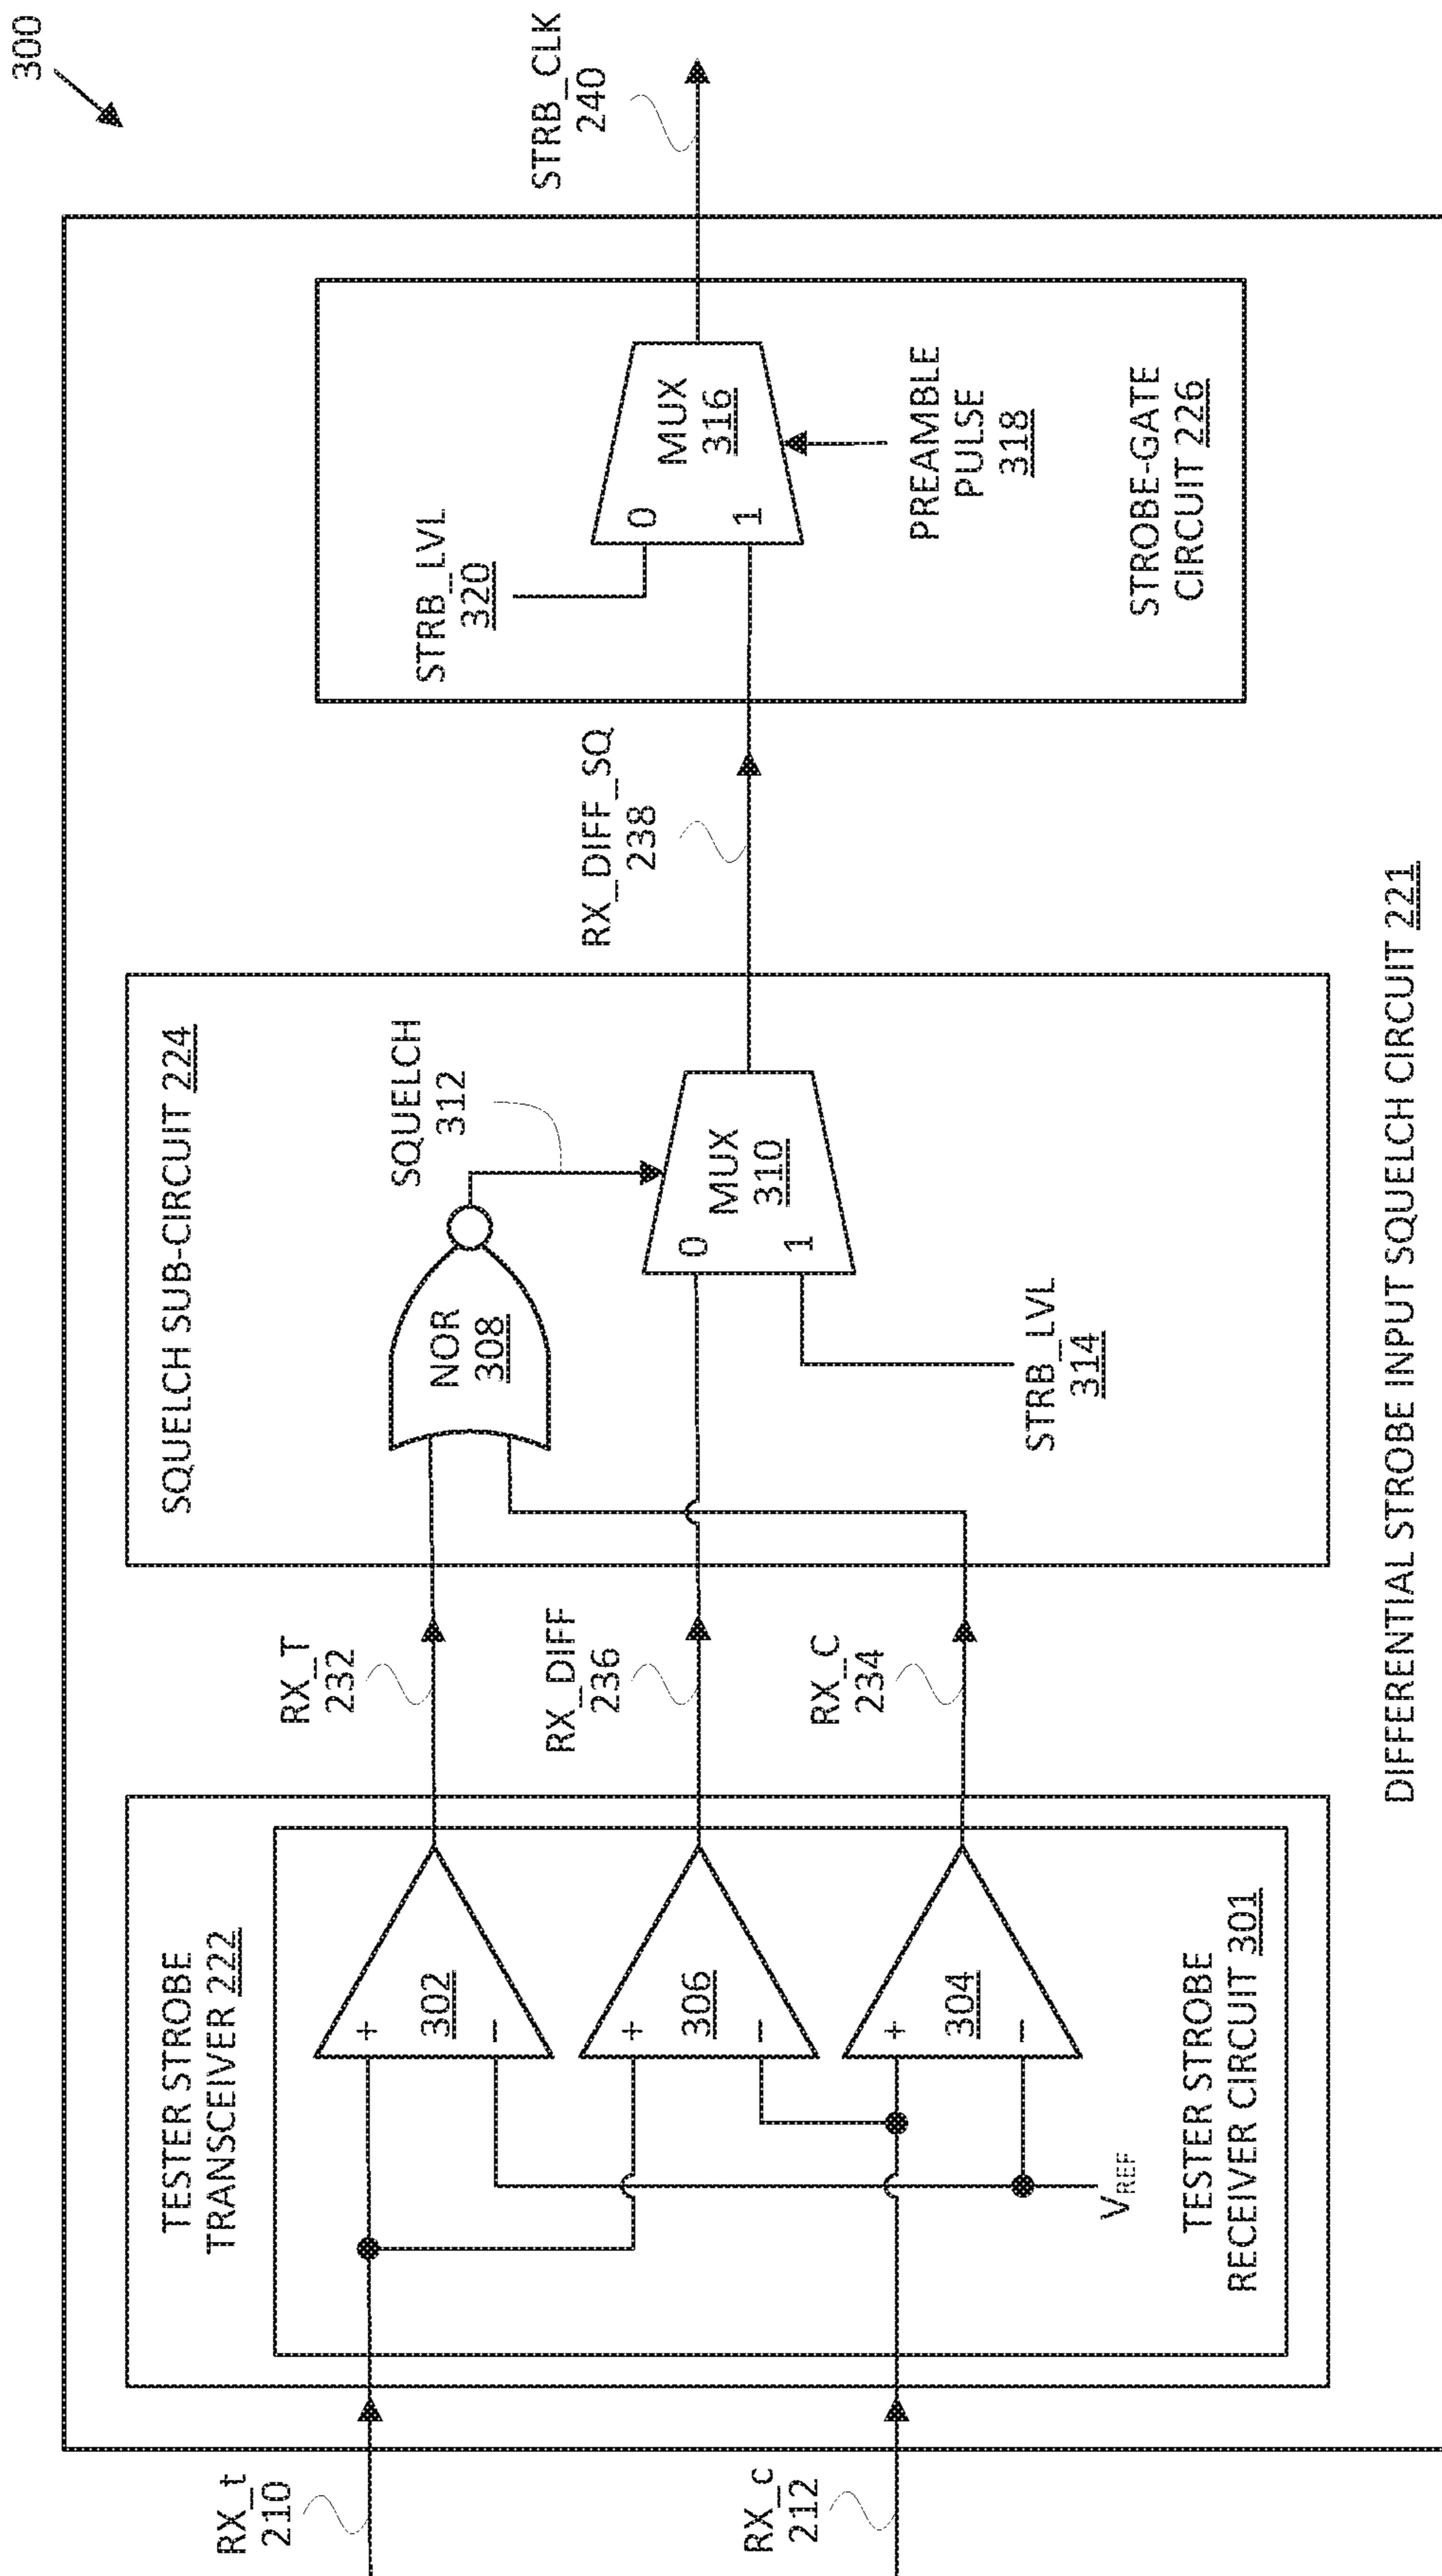 300
RX_t
210
RX_c
212
TESTER STROBE
TRANSCEIVER 222
+
302
−
+
306
−
+
304
−
VREF
TESTER STROBE
RECEIVER CIRCUIT 301
RX_T
232
RX_DIFF
236
RX_C
234
SQUELCH SUB-CIRCUIT 224
NOR
308
SQUELCH
312
0
1
MUX
310
STRB_LVL
314
RX_DIFF_SQ
238
STRB_LVL
320
0
1
MUX
316
PREAMBLE
PULSE
318
STROBE-GATE
CIRCUIT 226
STRB_CLK
240
DIFFERENTIAL STROBE INPUT SQUELCH CIRCUIT 221